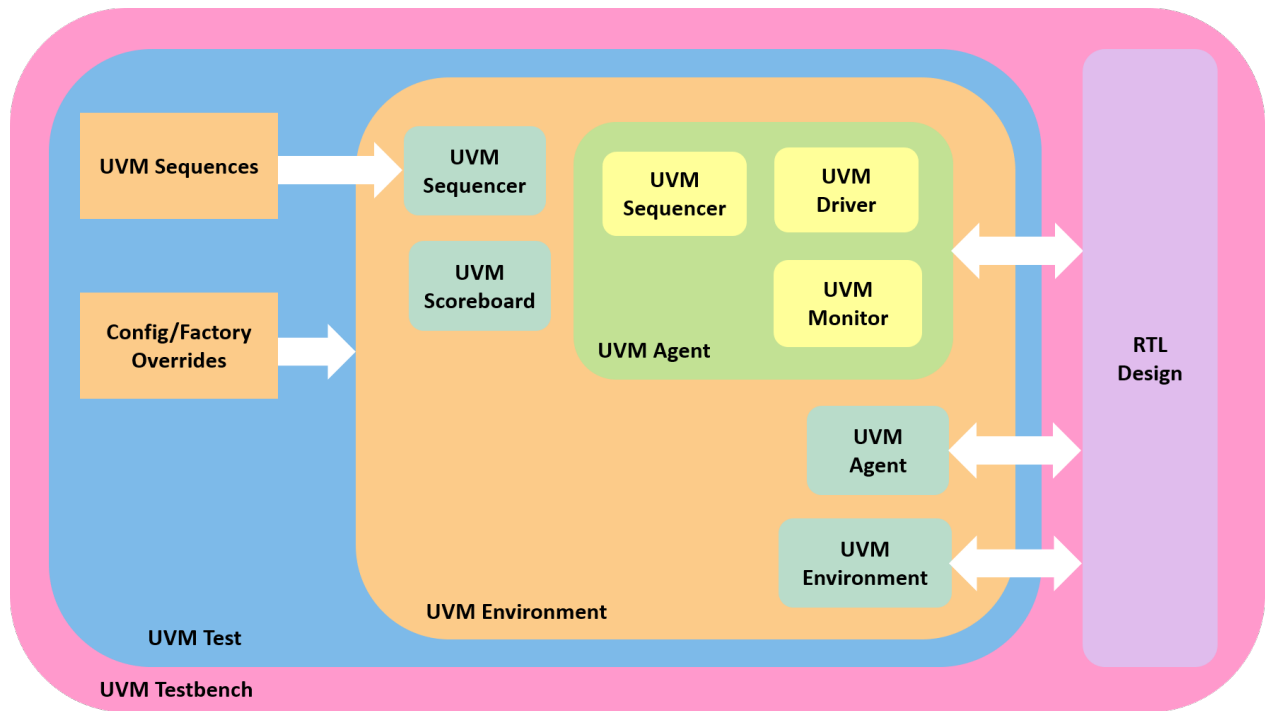 UVM Sequences
Config/Factory
Overrides
UVM
Sequencer
UVM
Scoreboard
UVM
Sequencer
UVM
Driver
UVM
Monitor
UVM Agent
UVM
Agent
UVM
Environment
UVM Environment
UVM Test
UVM Testbench
RTL
Design